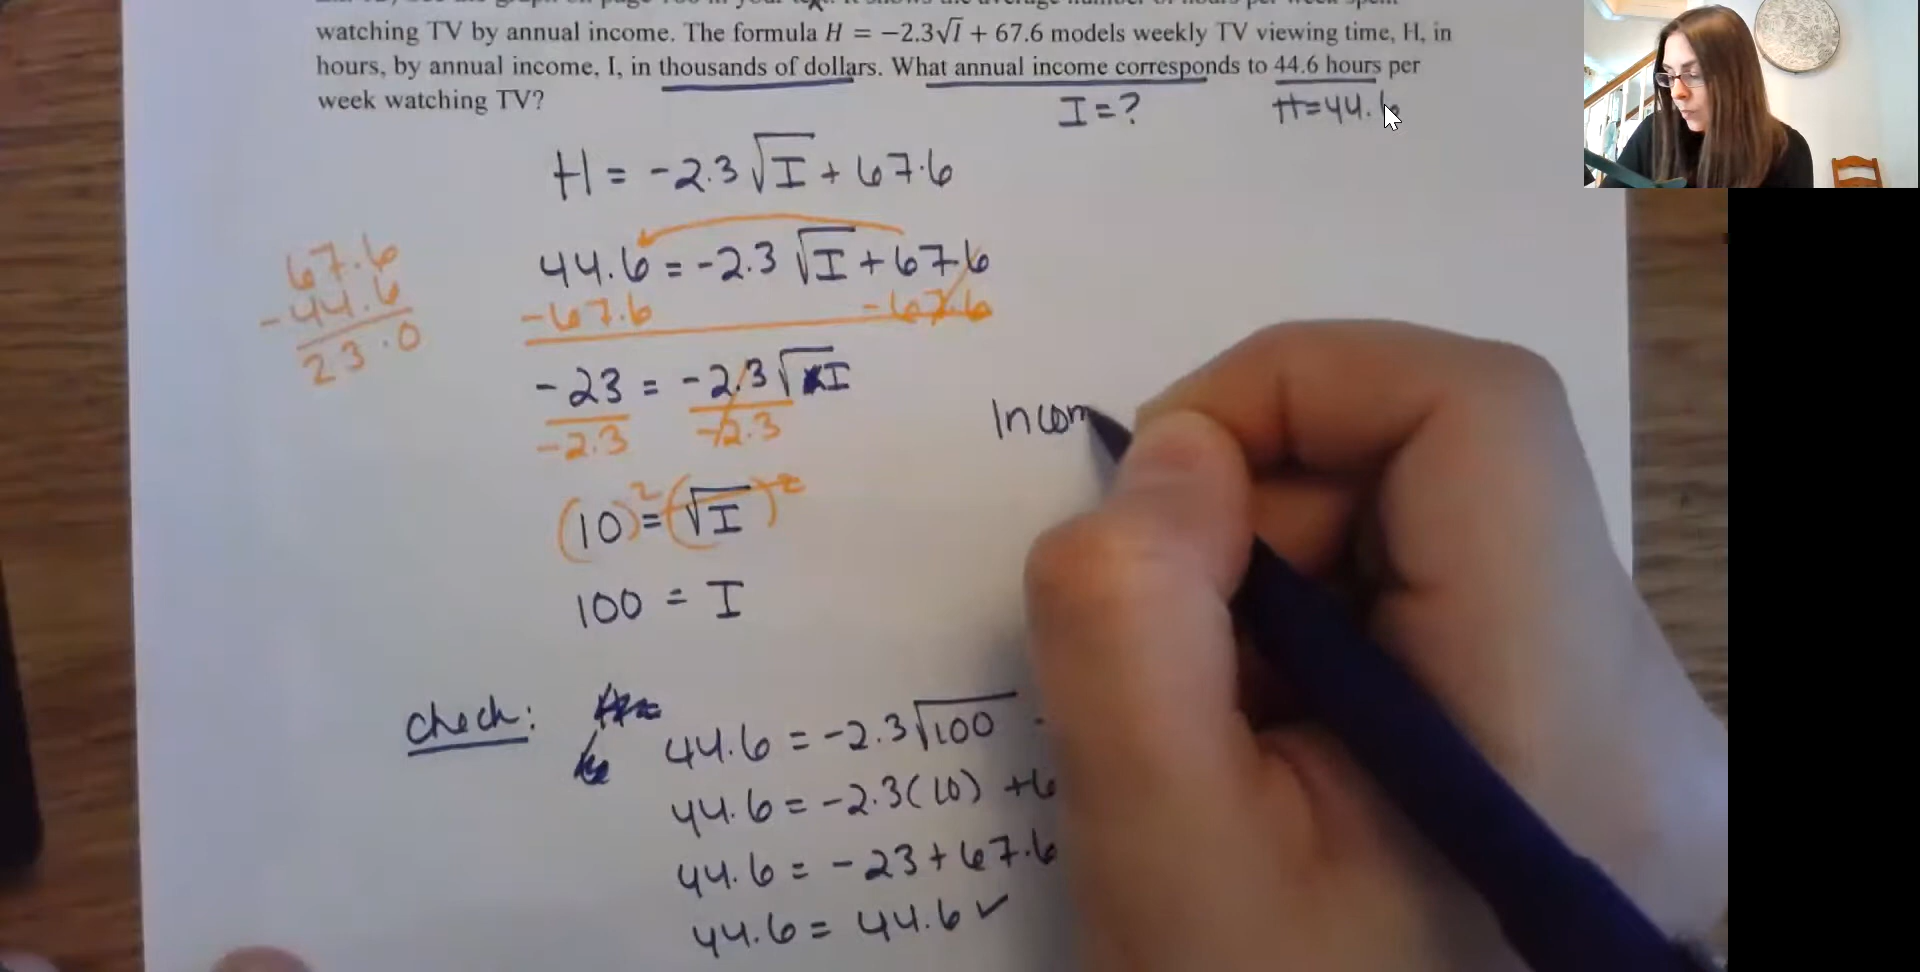 watching TV by annual income. The formula H = −2.3√I + 67.6 models weekly TV viewing time, H, in
hours, by annual income, I, in thousands of dollars. What annual income corresponds to 44.6 hours per
week watching TV?
I = ? H = 44.6
H = -2.3√I + 67.6
44.6 = -2.3√I + 67.6
-67.6 -67.6
67.6
-44.6
23.0
-23 = -2.3√I
-2.3 -2.3
(10)² = (√I)²
100 = I
Incom
Check:
44.6 = -2.3√100 -
44.6 = -2.3(10) + 6
44.6 = -23 + 67.6
44.6 = 44.6 ✓